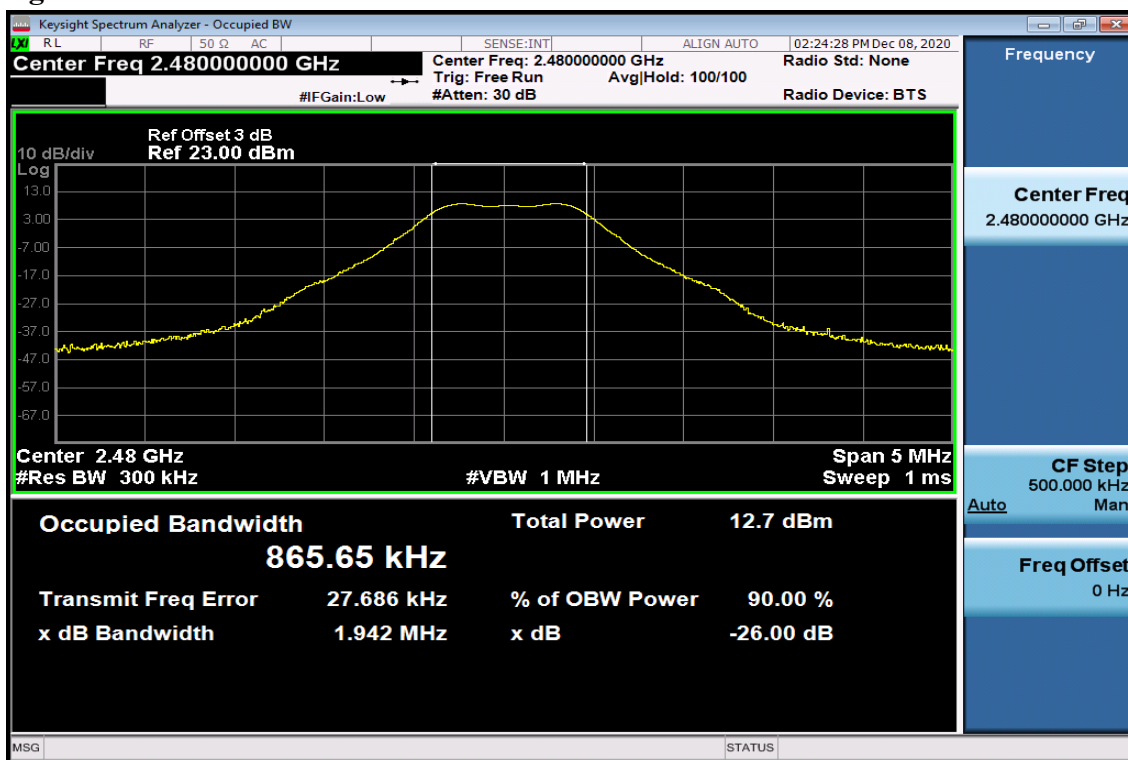 Keysight Spectrum Analyzer - Occupied BW
LXI RL RF 50 Ω AC SENSE:INT ALIGN AUTO 02:24:28 PM Dec 08, 2020
Center Freq 2.480000000 GHz
Center Freq: 2.480000000 GHz
Radio Std: None
Trig: Free Run Avg|Hold: 100/100
#IFGain:Low
#Atten: 30 dB
Radio Device: BTS
Ref Offset 3 dB
10 dB/div Ref 23.00 dBm
Log
13.0
3.00
-7.00
-17.0
-27.0
-37.0
-47.0
-57.0
-67.0
Center 2.48 GHz Span 5 MHz
#Res BW 300 kHz #VBW 1 MHz Sweep 1 ms
Occupied Bandwidth Total Power 12.7 dBm
865.65 kHz
Transmit Freq Error 27.686 kHz % of OBW Power 90.00 %
x dB Bandwidth 1.942 MHz x dB -26.00 dB
MSG STATUS
Frequency
Center Freq
2.480000000 GHz
CF Step
500.000 kHz
Auto Man
Freq Offset
0 Hz